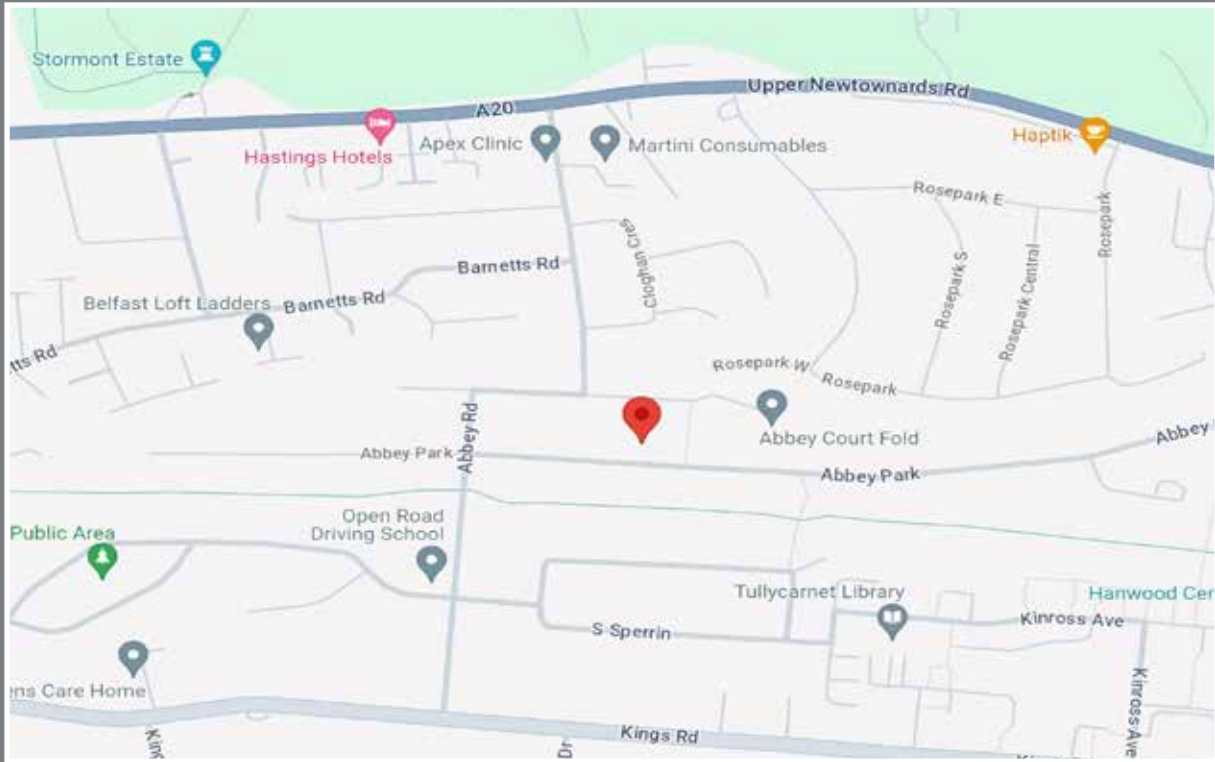 Stormont Estate
Upper Newtownards Rd
A20
Hastings Hotels
Apex Clinic
Martini Consumables
Haptik
Rosepark E
Rosepark
Cloghan Cres
Rosepark S
Rosepark Central
Barnetts Rd
Belfast Loft Ladders
Barnetts Rd
tts Rd
Rosepark W
Rosepark
Abbey Rd
Abbey Court Fold
Abbey Park
Abbey
Abbey Park
Open Road
Driving School
Public Area
Tullycarnet Library
Hanwood Cer
Kinross Ave
S Sperrin
ens Care Home
Kinross Ave
Kings Rd
King
Dr